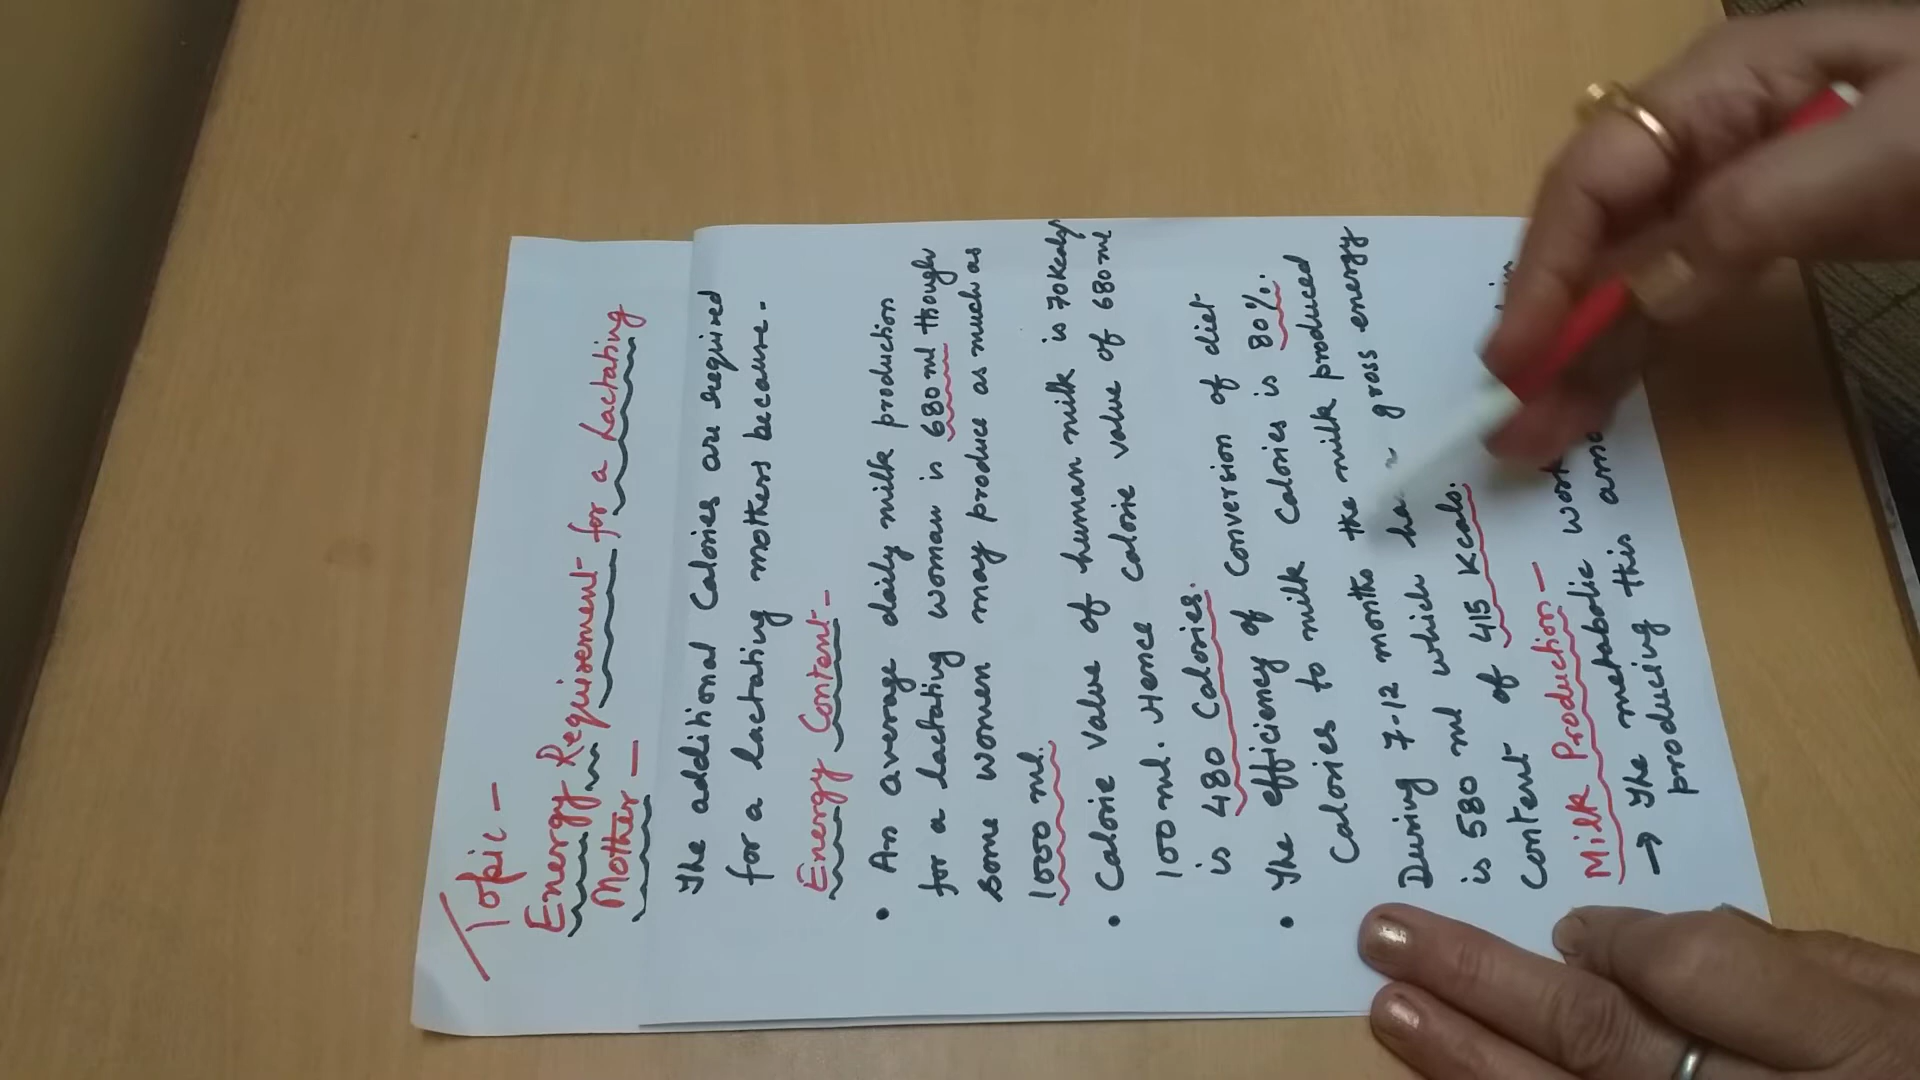 Topic -
Energy Requirement for a Lactating
Mother -
The additional Calories are required
for a lactating mothers because -
Energy Content -
• An average daily milk production
for a lactating woman is 680 ml though
some women may produce as much as
1000 ml.
• Calorie Value of human milk is 70 Kcals
100 ml. Hence Calorie value of 680 ml
is 480 Calories.
• The efficiency of Conversion of diet
Calories to milk Calories is 80%.
During 7-12 months the milk produced
is 580 ml which gross energy
Content of 415 Kcals.
Milk Production -
→ The metabolic
producing this